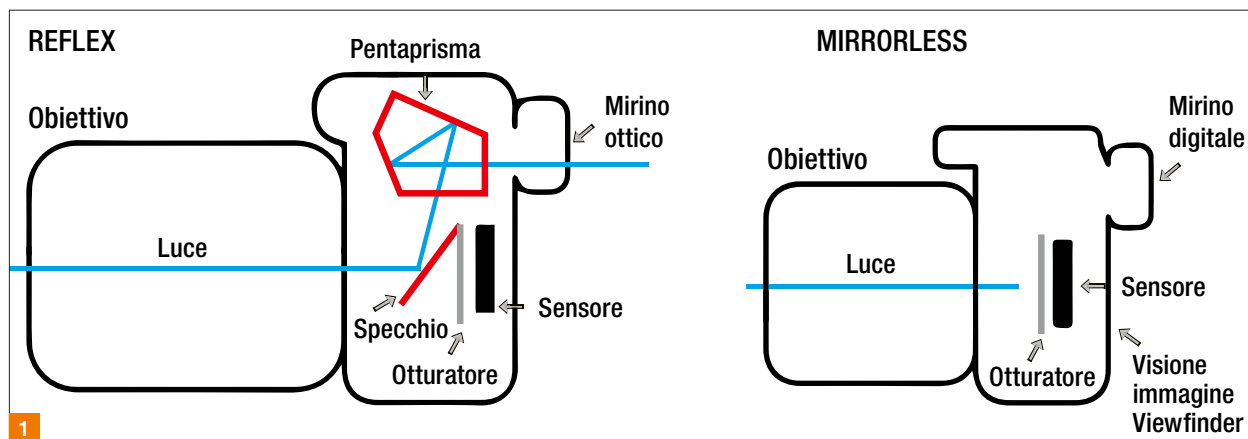 REFLEX
Pentaprisma
Obiettivo
Mirino
ottico
Luce
Specchio
Sensore
Otturatore
MIRRORLESS
Mirino
digitale
Obiettivo
Luce
Sensore
Otturatore
Visione
immagine
Viewfinder
1